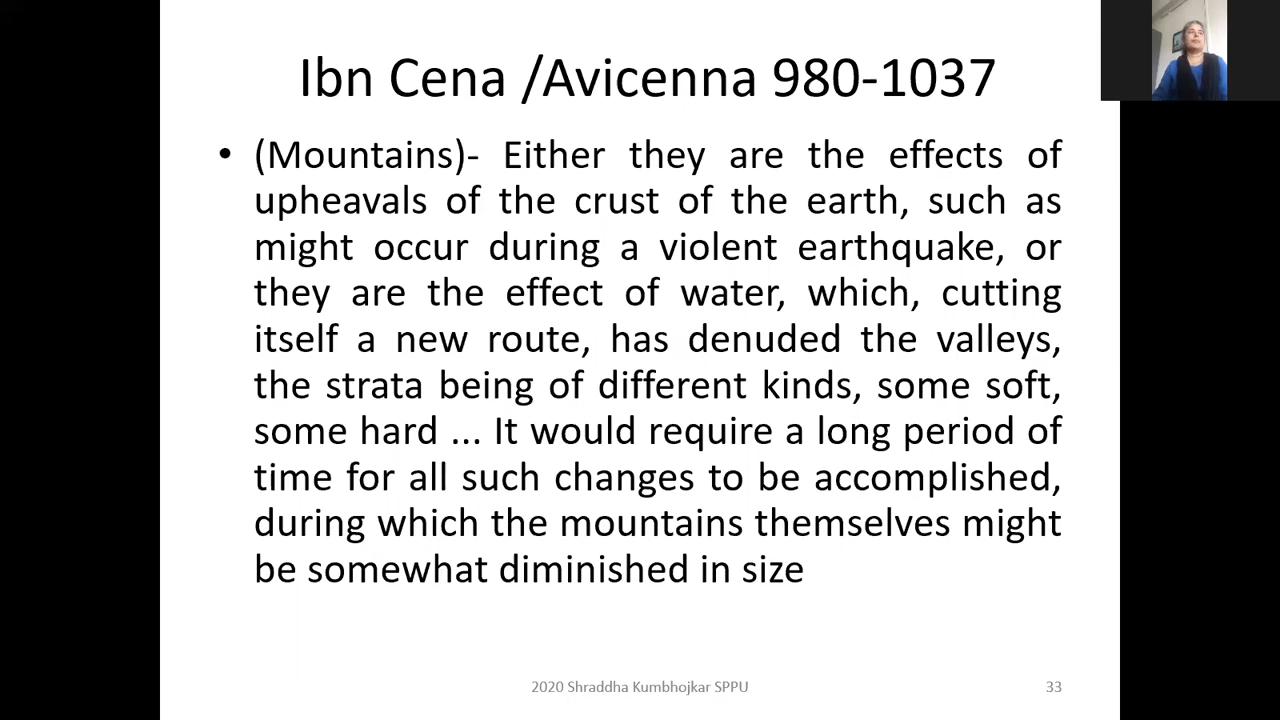 Ibn Cena /Avicenna 980-1037
• (Mountains)- Either they are the effects of
upheavals of the crust of the earth, such as
might occur during a violent earthquake, or
they are the effect of water, which, cutting
itself a new route, has denuded the valleys,
the strata being of different kinds, some soft,
some hard ... It would require a long period of
time for all such changes to be accomplished,
during which the mountains themselves might
be somewhat diminished in size
2020 Shraddha Kumbhojkar SPPU
33